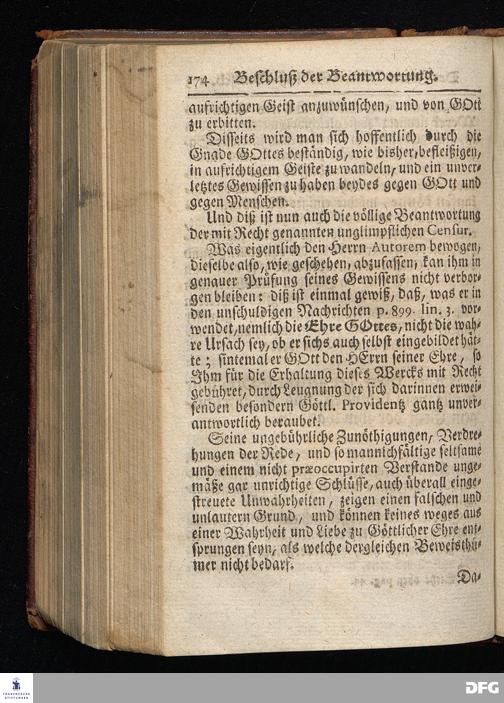 174 Beschluß der Beantwortung.
aufrichtigen Geist anzuwünschen, und von GOtt
zu erbitten.
Disseits wird man sich hoffentlich durch die
Gnade GOttes beständig, wie bisher, befleißigen,
in aufrichtigem Geiste zu wandeln, und ein unver-
letztes Gewissen zu haben beydes gegen GOtt und
gegen Menschen.
Und diß ist nun auch die völlige Beantwortung
der mit Recht genannten unglimpflichen Censur.
Was eigentlich den Herrn Autorem bewogen,
dieselbe also, wie geschehen, abzufassen, kan ihm in
genauer Prüfung seines Gewissens nicht verbor-
gen bleiben: diß ist einmal gewiß, daß, was er in
den unschuldigen Nachrichten p. 899. lin. 3. vor-
wendet, nemlich die Ehre GOttes, nicht die wah-
re Ursach sey, ob er sichs auch selbst eingebildet hät-
te; sintemal er GOtt den HErrn seiner Ehre, so
Ihm für die Erhaltung dieses Wercks mit Recht
gebühret, durch Leugnung der sich darinnen erwei-
senden besondern Göttl. Providentz gantz unver-
antwortlich beraubet.
Seine ungebührliche Zunöthigungen, Verdre-
hungen der Rede, und so mannichfältige seltsame
und einem nicht præoccupirten Verstande unge-
mäße gar unrichtige Schlüsse, auch überall einge-
streuete Unwahrheiten, zeigen einen falschen und
unlautern Grund, und können keines weges aus
einer Wahrheit und Liebe zu Göttlicher Ehre ent-
sprungen seyn, als welche dergleichen Beweisthü-
mer nicht bedarf.
Da-
FRANCKESCHE
STIFTUNGEN
DFG